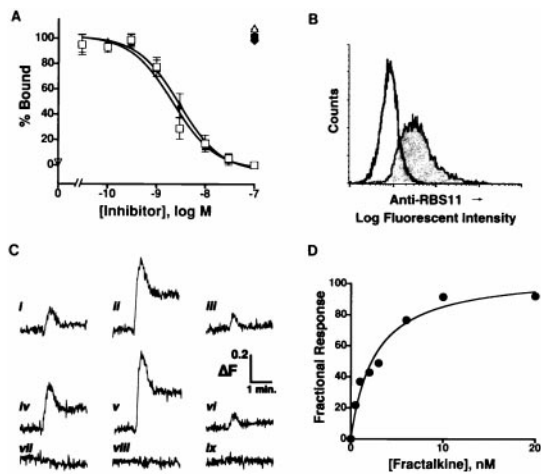 A
100
80
60
40
20
0
% Bound
0 -10 -9 -8 -7
[Inhibitor], log M
B
Counts
Anti-RBS11 →
Log Fluorescent Intensity
C
i
ii
iii
iv
v
vi
0.2
ΔF
1 min.
vii
viii
ix
D
100
80
60
40
20
0
Fractional Response
0 10 20
[Fractalkine], nM